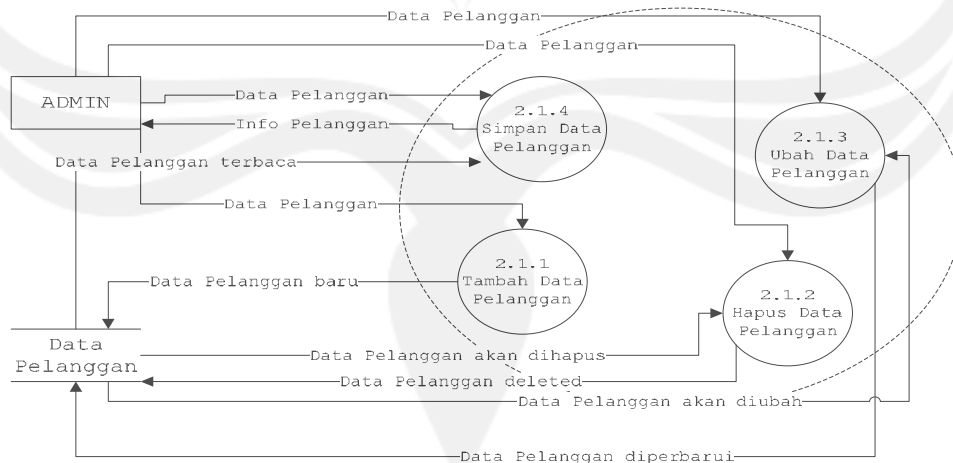 Data Pelanggan
Data Pelanggan
ADMIN
Data Pelanggan
Info Pelanggan
2.1.4
Simpan Data
Pelanggan
2.1.3
Ubah Data
Pelanggan
Data Pelanggan terbaca
Data Pelanggan
2.1.1
Tambah Data
Pelanggan
Data Pelanggan baru
2.1.2
Hapus Data
Pelanggan
Data
Pelanggan
Data Pelanggan akan dihapus
Data Pelanggan deleted
Data Pelanggan akan diubah
Data Pelanggan diperbarui